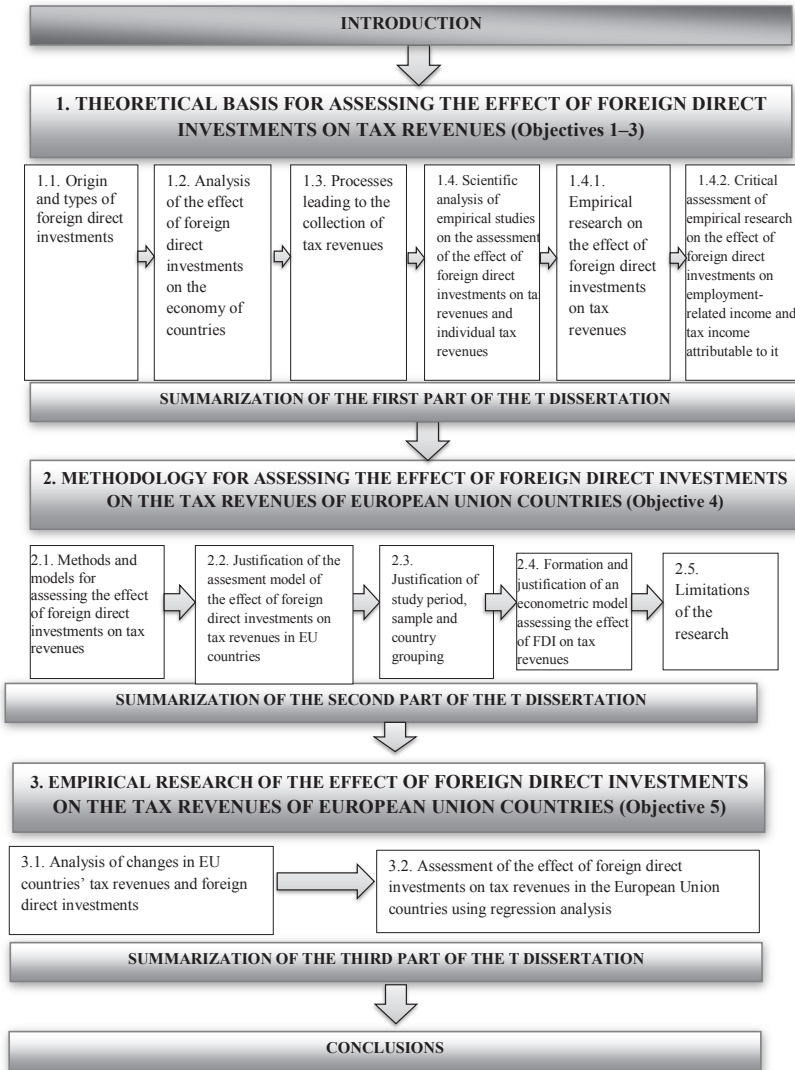 INTRODUCTION
1. THEORETICAL BASIS FOR ASSESSING THE EFFECT OF FOREIGN DIRECT
INVESTMENTS ON TAX REVENUES (Objectives 1–3)
1.1. Origin
and types of
foreign direct
investments
1.2. Analysis
of the effect
of foreign
direct
investments
on the
economy of
countries
1.3. Processes
leading to the
collection of
tax revenues
1.4. Scientific
analysis of
empirical studies
on the assessment
of the effect of
foreign direct
investments on ta
revenues and
individual tax
revenues
1.4.1.
Empirical
research on
the effect of
foreign direct
investments
on tax
revenues
1.4.2. Critical
assessment of
empirical research
on the effect of
foreign direct
investments on
employment-
related income and
tax income
attributable to it
SUMMARIZATION OF THE FIRST PART OF THE T DISSERTATION
2. METHODOLOGY FOR ASSESSING THE EFFECT OF FOREIGN DIRECT INVESTMENTS
ON THE TAX REVENUES OF EUROPEAN UNION COUNTRIES (Objective 4)
2.1. Methods and
models for
assessing the effect
of foreign direct
investments on tax
revenues
2.2. Justification of the
assesment model of
the effect of foreign
direct investments on
tax revenues in EU
countries
2.3.
Justification of
study period,
sample and
country
grouping
2.4. Formation and
justification of an
econometric model
assessing the effect
of FDI on tax
revenues
2.5.
Limitations
of the
research
SUMMARIZATION OF THE SECOND PART OF THE T DISSERTATION
3. EMPIRICAL RESEARCH OF THE EFFECT OF FOREIGN DIRECT INVESTMENTS
ON THE TAX REVENUES OF EUROPEAN UNION COUNTRIES (Objective 5)
3.1. Analysis of changes in EU
countries’ tax revenues and foreign
direct investments
3.2. Assessment of the effect of foreign direct
investments on tax revenues in the European Union
countries using regression analysis
SUMMARIZATION OF THE THIRD PART OF THE T DISSERTATION
CONCLUSIONS